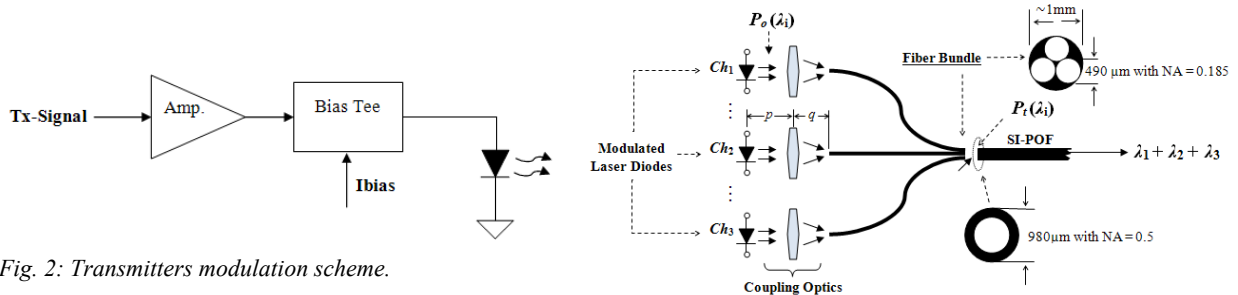 Tx-Signal
Amp.
Bias Tee
Ibias
Fig. 2: Transmitters modulation scheme.
Pₒ(λi)
~1mm
Ch1
Fiber Bundle
490 µm with NA = 0.185
Pt(λi)
p
q
SI-POF
Modulated
Laser Diodes
Ch2
λ1 + λ2 + λ3
Ch3
980µm with NA = 0.5
Coupling Optics